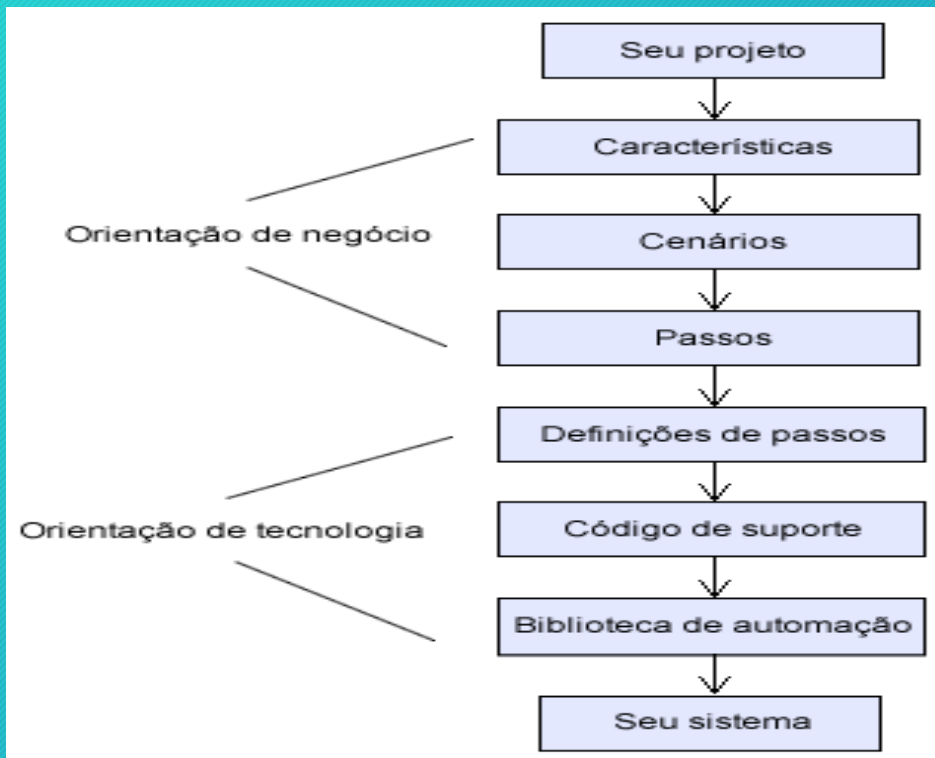 Seu projeto
Características
Orientação de negócio
Cenários
Passos
Definições de passos
Orientação de tecnologia
Código de suporte
Biblioteca de automação
Seu sistema